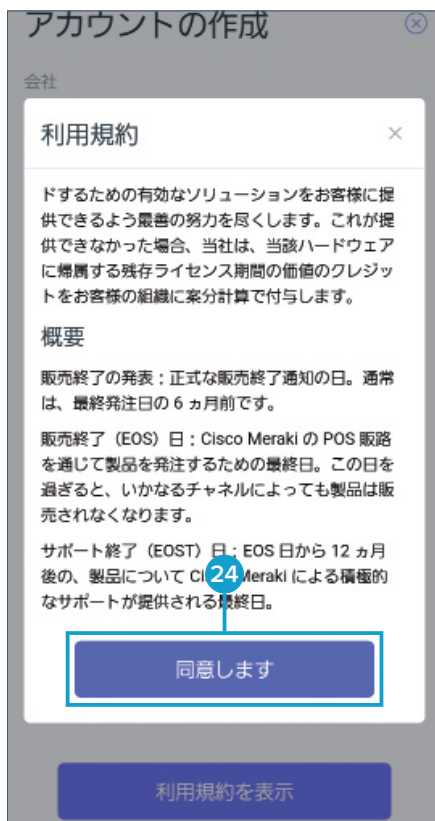 アカウントの作成
会社
利用規約
ドするための有効なソリューションをお客様に提
供できるよう最善の努力を尽くします。これが提
供できなかった場合、当社は、当該ハードウェア
に帰属する残存ライセンス期間の価値のクレジッ
トをお客様の組織に案分計算で付与します。
概要
販売終了の発表：正式な販売終了通知の日。通常
は、最終発注日の 6 ヵ月前です。
販売終了（EOS）日：Cisco Meraki の POS 販路
を通じて製品を発注するための最終日。この日を
過ぎると、いかなるチャネルによっても製品は販
売されなくなります。
サポート終了（EOST）日：EOS 日から 12 ヵ月
後の、製品について Ci 24 Meraki による積極的
なサポートが提供される最終日。
同意します
利用規約を表示